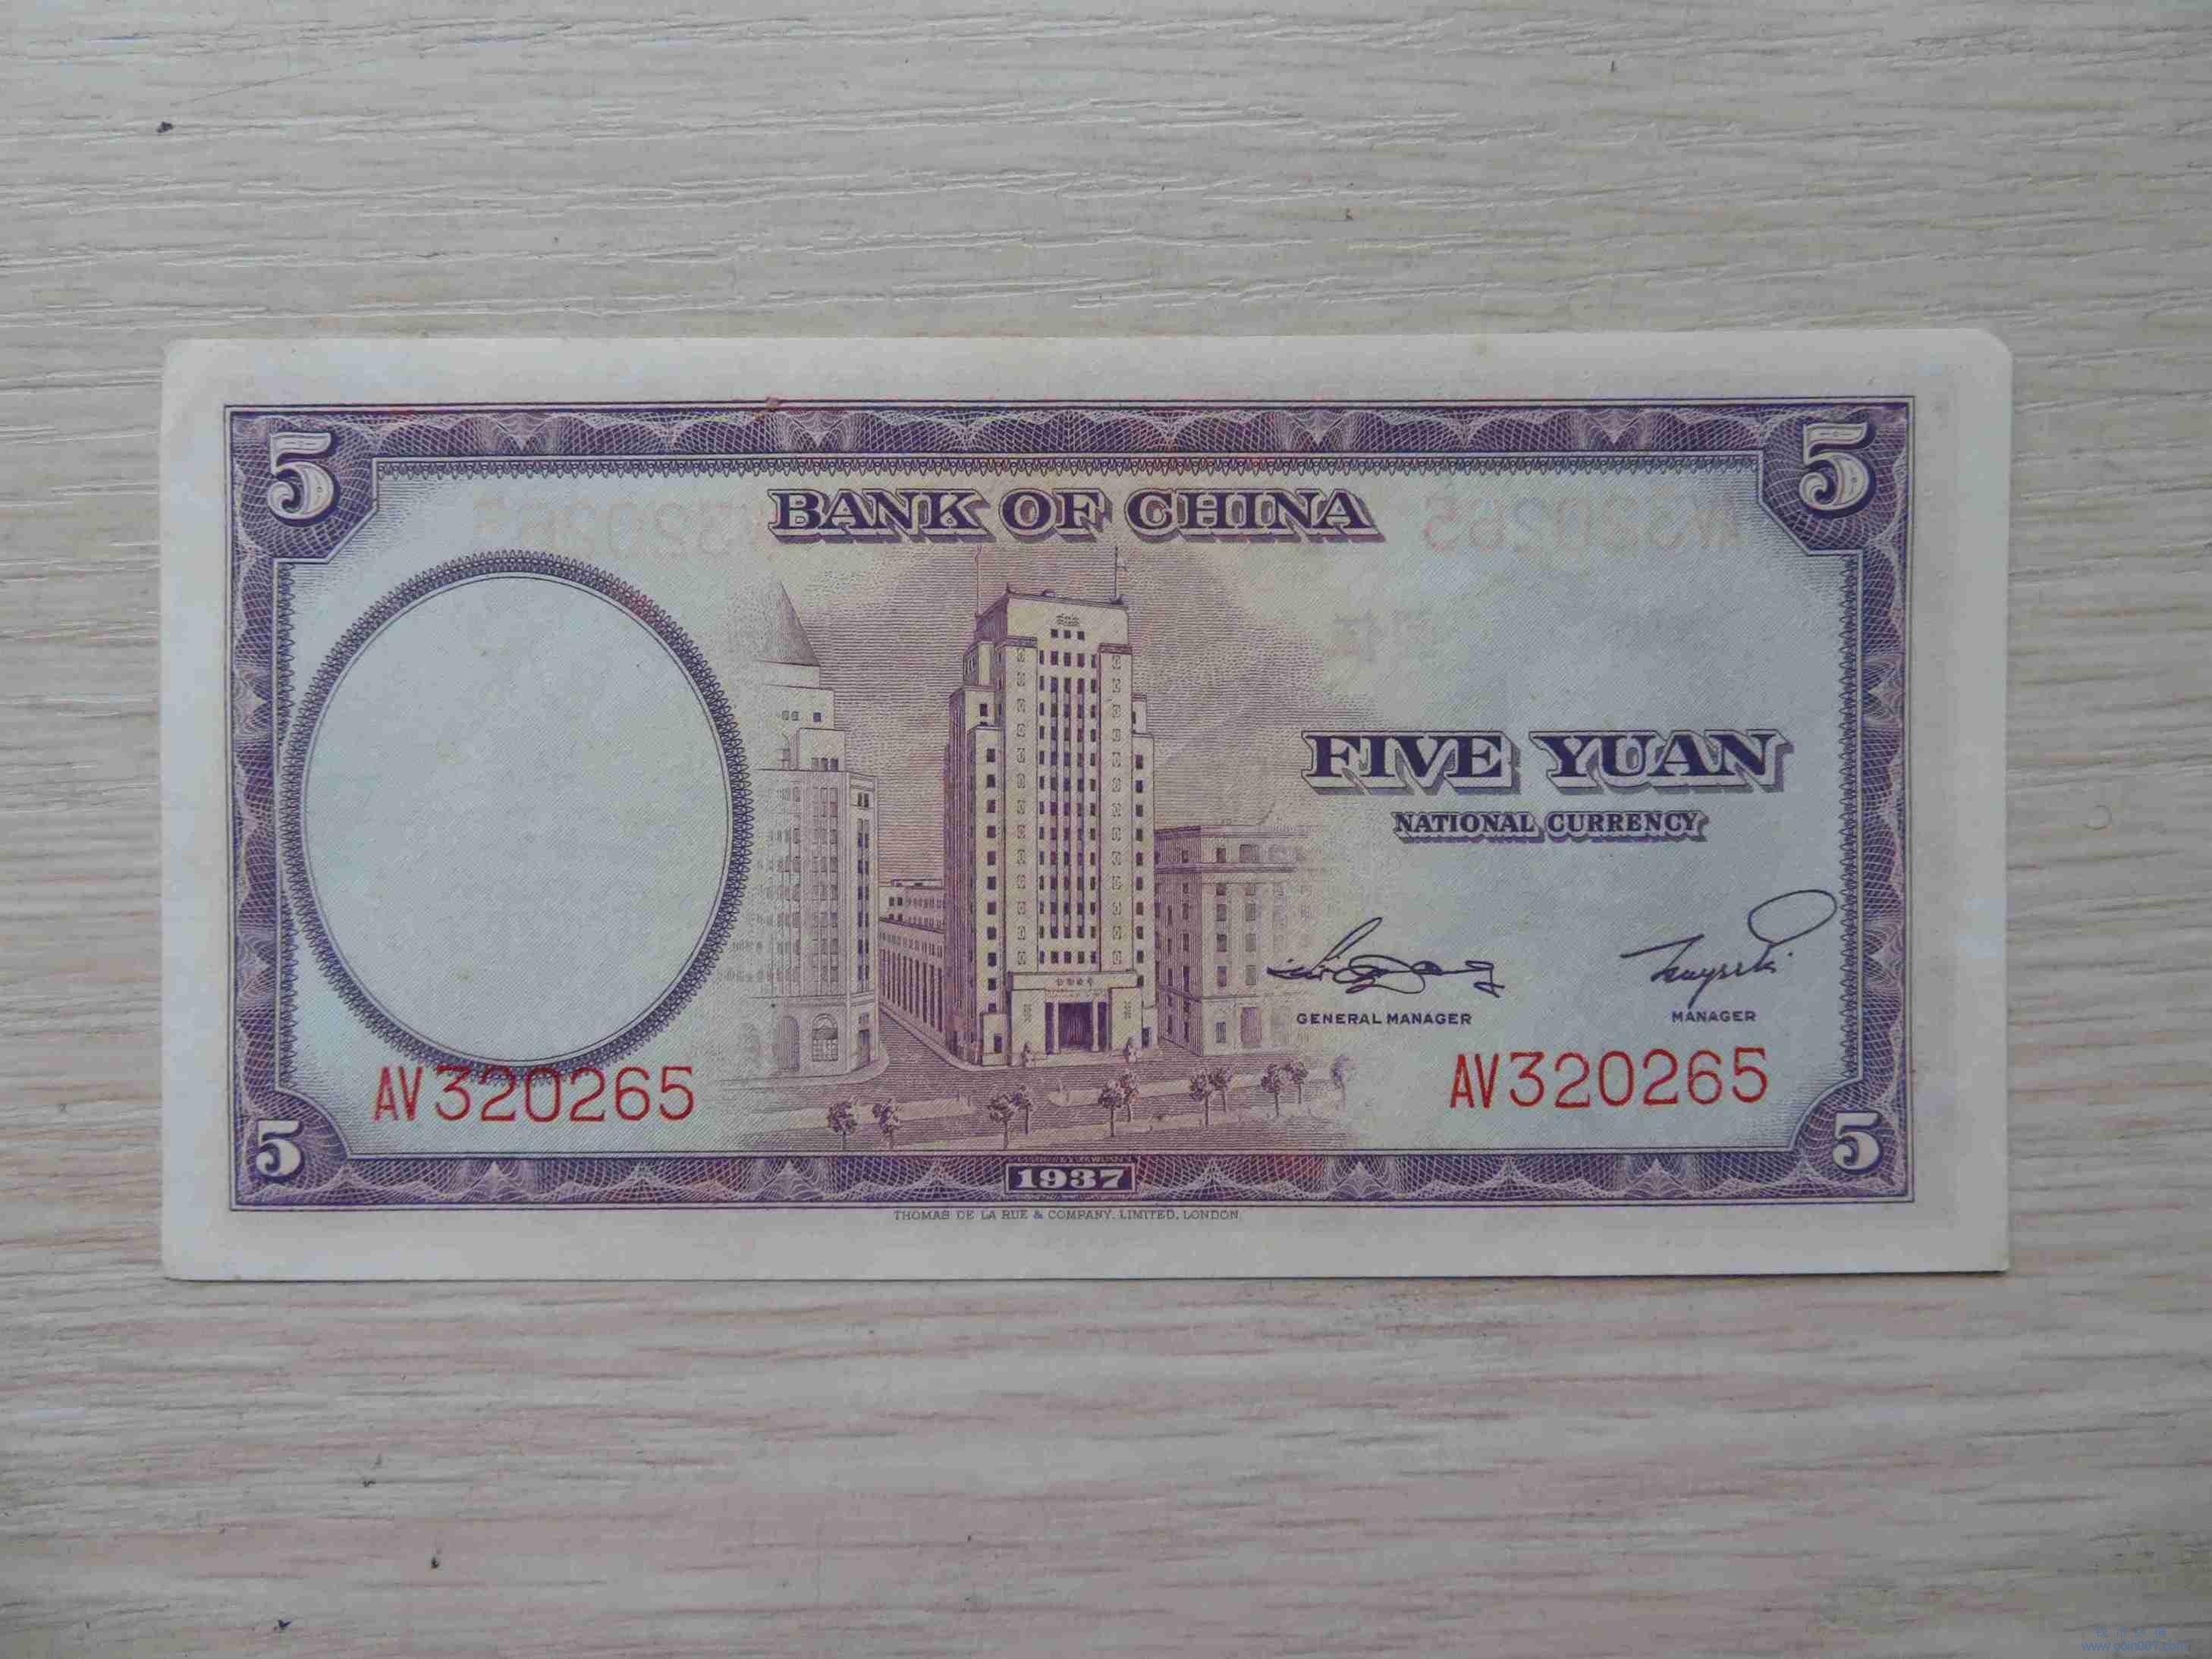 5 5
BANK OF CHINA
FIVE YUAN
NATIONAL CURRENCY
GENERAL MANAGER MANAGER
AV320265 AV320265
5 1937 5
THOMAS DE LA RUE & COMPANY, LIMITED, LONDON.